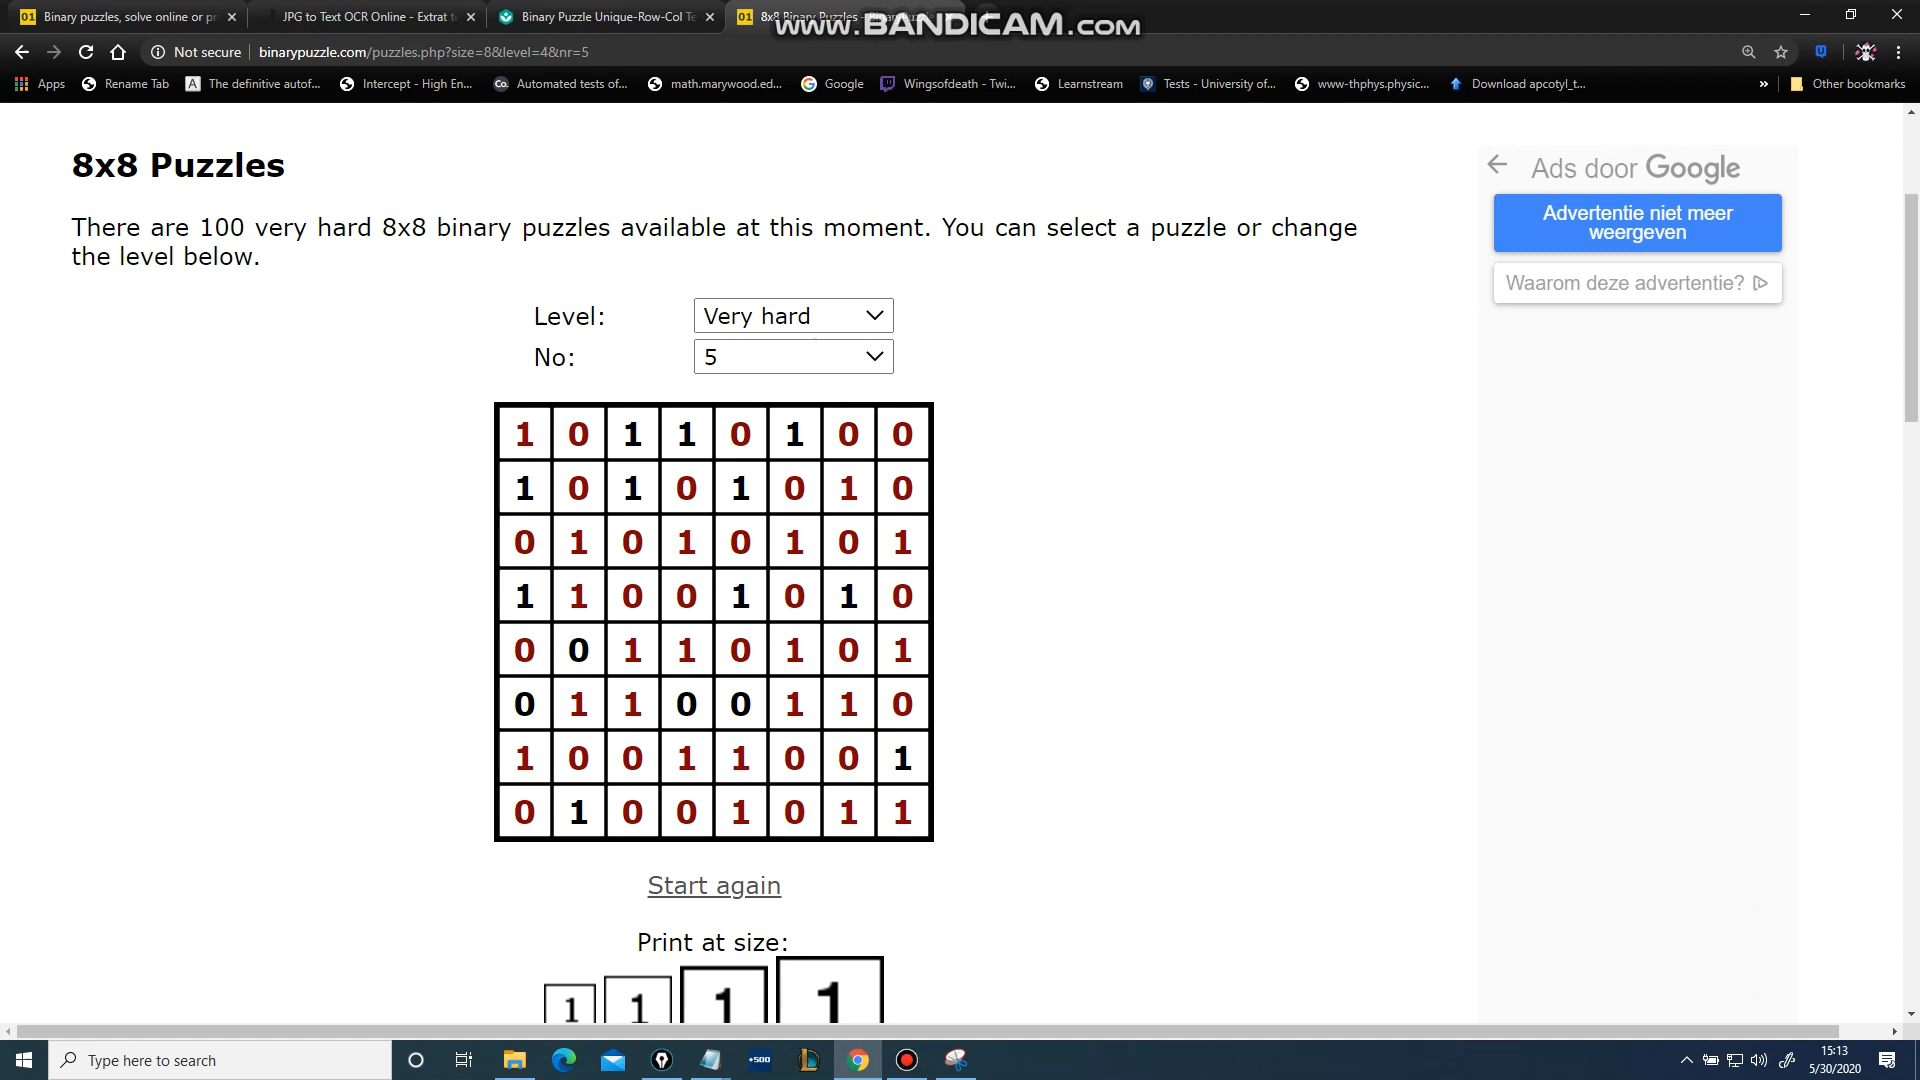 Binary puzzles, solve online or pr
JPG to Text OCR Online - Extrat te
Binary Puzzle Unique-Row-Col Te
8x8 Binary Puzzles
www.BANDICAM.com
Not secure
binarypuzzle.com/puzzles.php?size=8&level=4&nr=5
Apps
Rename Tab
The definitive autof...
Intercept - High En...
Automated tests of...
math.marywood.ed...
Google
Wingsofdeath - Twi...
Learnstream
Tests - University of...
www-thphys.physic...
Download apcotyl_t...
»
Other bookmarks
8x8 Puzzles
There are 100 very hard 8x8 binary puzzles available at this moment. You can select a puzzle or change
the level below.
Level: Very hard
No: 5
1 0 1 1 0 1 0 0
1 0 1 0 1 0 1 0
0 1 0 1 0 1 0 1
1 1 0 0 1 0 1 0
0 0 1 1 0 1 0 1
0 1 1 0 0 1 1 0
1 0 0 1 1 0 0 1
0 1 0 0 1 0 1 1
Start again
Print at size:
1 1 1 1
Ads door Google
Advertentie niet meer
weergeven
Waarom deze advertentie?
Type here to search
+500
15:13
5/30/2020